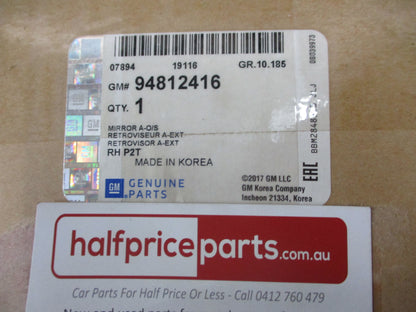 07894 19116 GR.10.185
GM# 94812416
QTY. 1
MIRROR A-O/S
RETROVISEUR A-EXT
RETROVISOR A-EXT
RH P2T
MADE IN KOREA
GM GENUINE
PARTS
©2017 GM LLC
GM Korea Company
Incheon 21334, Korea
EAC
0B039973
halfpriceparts.com.au
Car Parts For Half Price Or Less - Call 0412 760 479